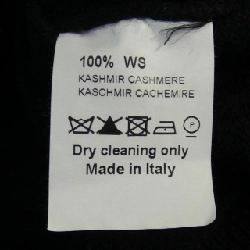 100% WS
KASHMIR CASHMERE
KASCHMIR CACHEMIRE
Dry cleaning only
Made in Italy